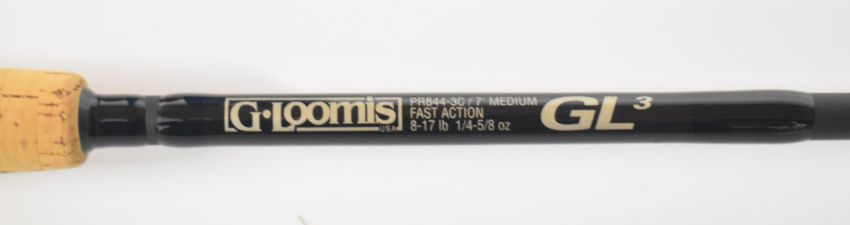 G·Loomis
USA
PR844-3C / 7' MEDIUM
FAST ACTION
8-17 lb 1/4-5/8 oz
GL3